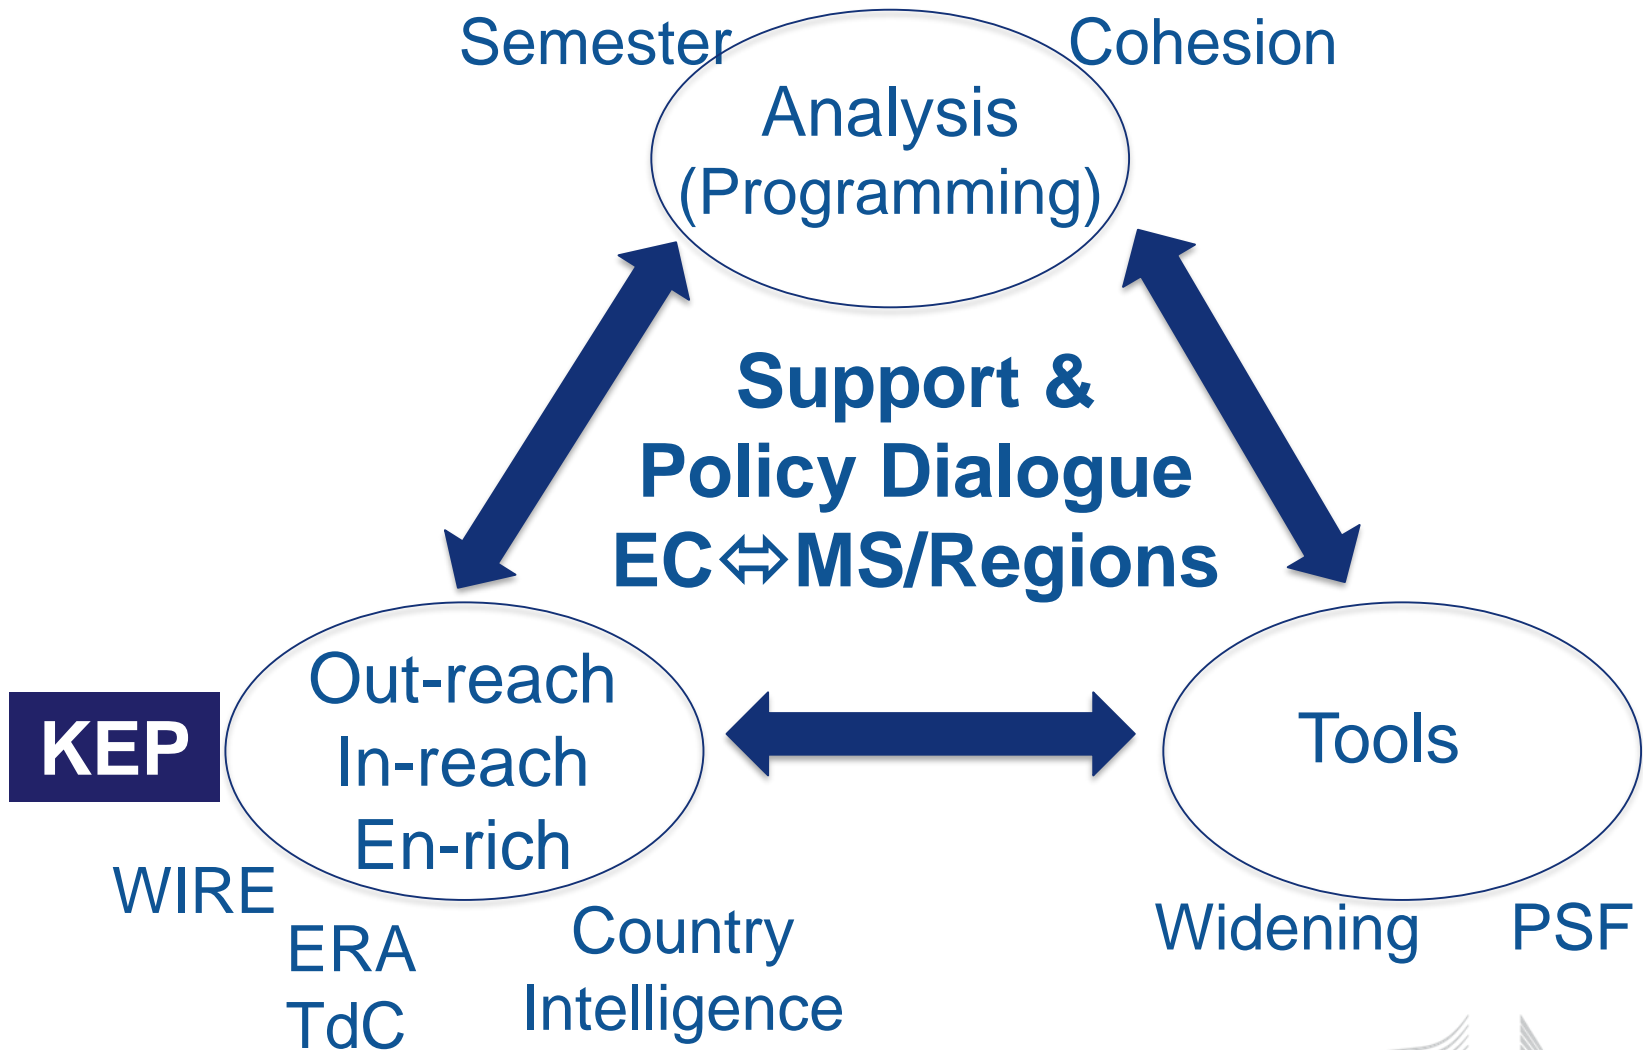 Semester
Cohesion
Analysis
(Programming)
Support &
Policy Dialogue
EC⇔MS/Regions
KEP
Out-reach
In-reach
En-rich
Tools
WIRE
ERA
TdC
Country
Intelligence
Widening
PSF